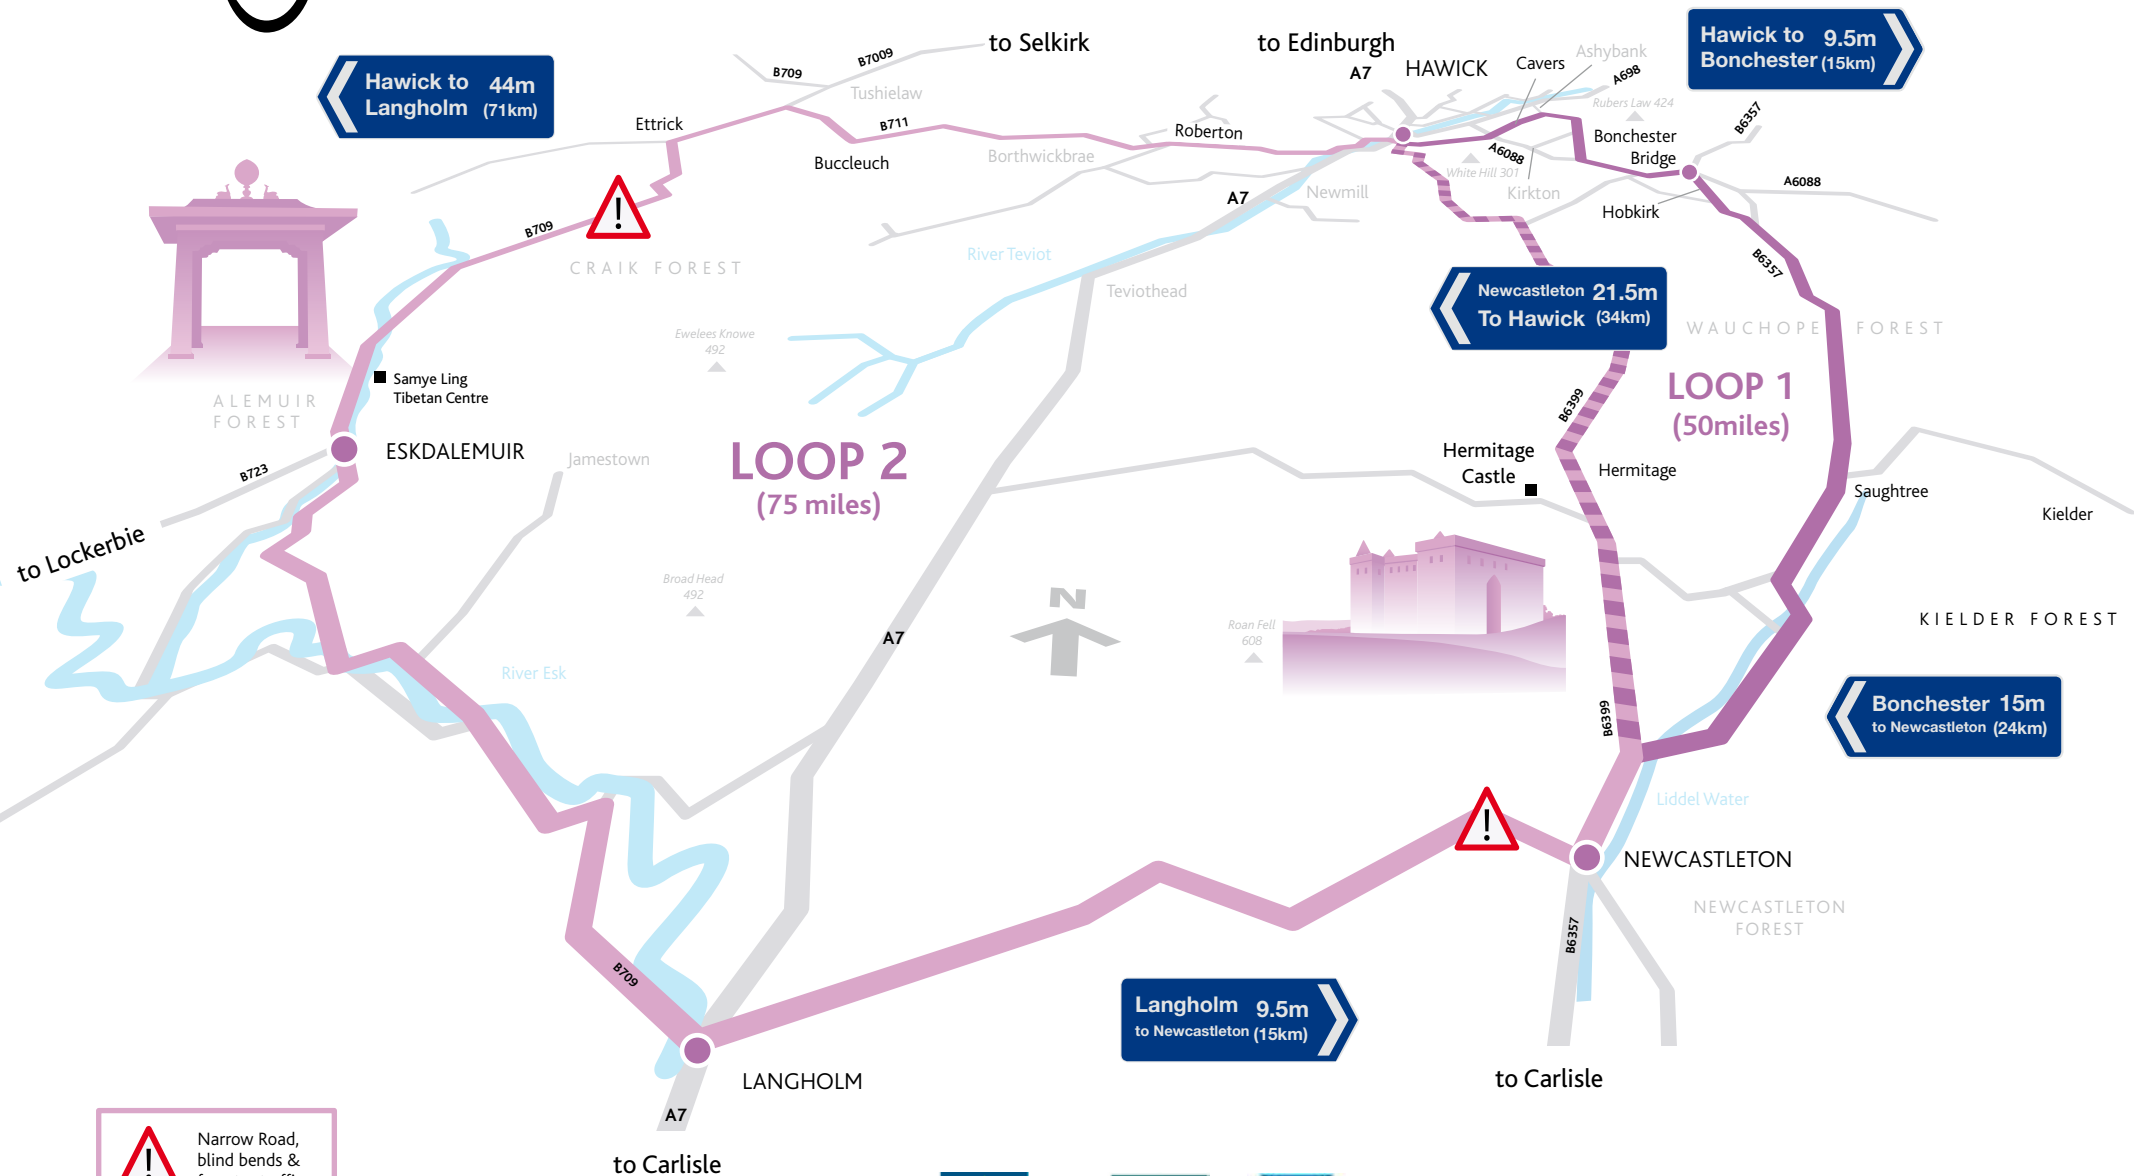 to Selkirk
to Edinburgh
A7
HAWICK
Cavers
Ashybank
A698
Rubers Law 424
Hawick to 9.5m
Bonchester (15km)
Hawick to 44m
Langholm (71km)
B709
B7009
Tushielaw
Ettrick
B711
Buccleuch
Roberton
Borthwickbrae
Bonchester
Bridge
B6357
A6088
White Hill 301
Kirkton
A6088
Hobkirk
A7
Newmill
B709
CRAIK FOREST
River Teviot
Teviothead
B6357
Newcastleton 21.5m
To Hawick (34km)
WAUCHOPE FOREST
Ewelees Knowe
492
Samye Ling
Tibetan Centre
ALEMUIR
FOREST
LOOP 1
(50miles)
B6399
ESKDALEMUIR
Jamestown
LOOP 2
(75 miles)
Hermitage
Castle
Hermitage
B723
Saughtree
Kielder
to Lockerbie
Broad Head
492
N
A7
Roan Fell
608
KIELDER FOREST
River Esk
B6399
Bonchester 15m
to Newcastleton (24km)
Liddel Water
NEWCASTLETON
NEWCASTLETON
FOREST
B6357
B709
Langholm 9.5m
to Newcastleton (15km)
LANGHOLM
to Carlisle
A7
to Carlisle
Narrow Road,
blind bends &